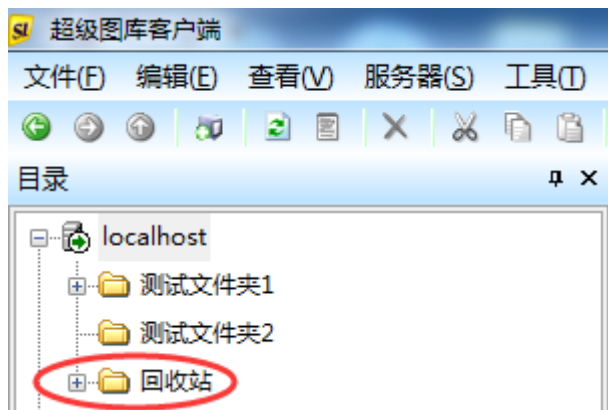 SL 超级图库客户端
文件(F) 编辑(E) 查看(V) 服务器(S) 工具(T)
目录
localhost
测试文件夹1
测试文件夹2
回收站